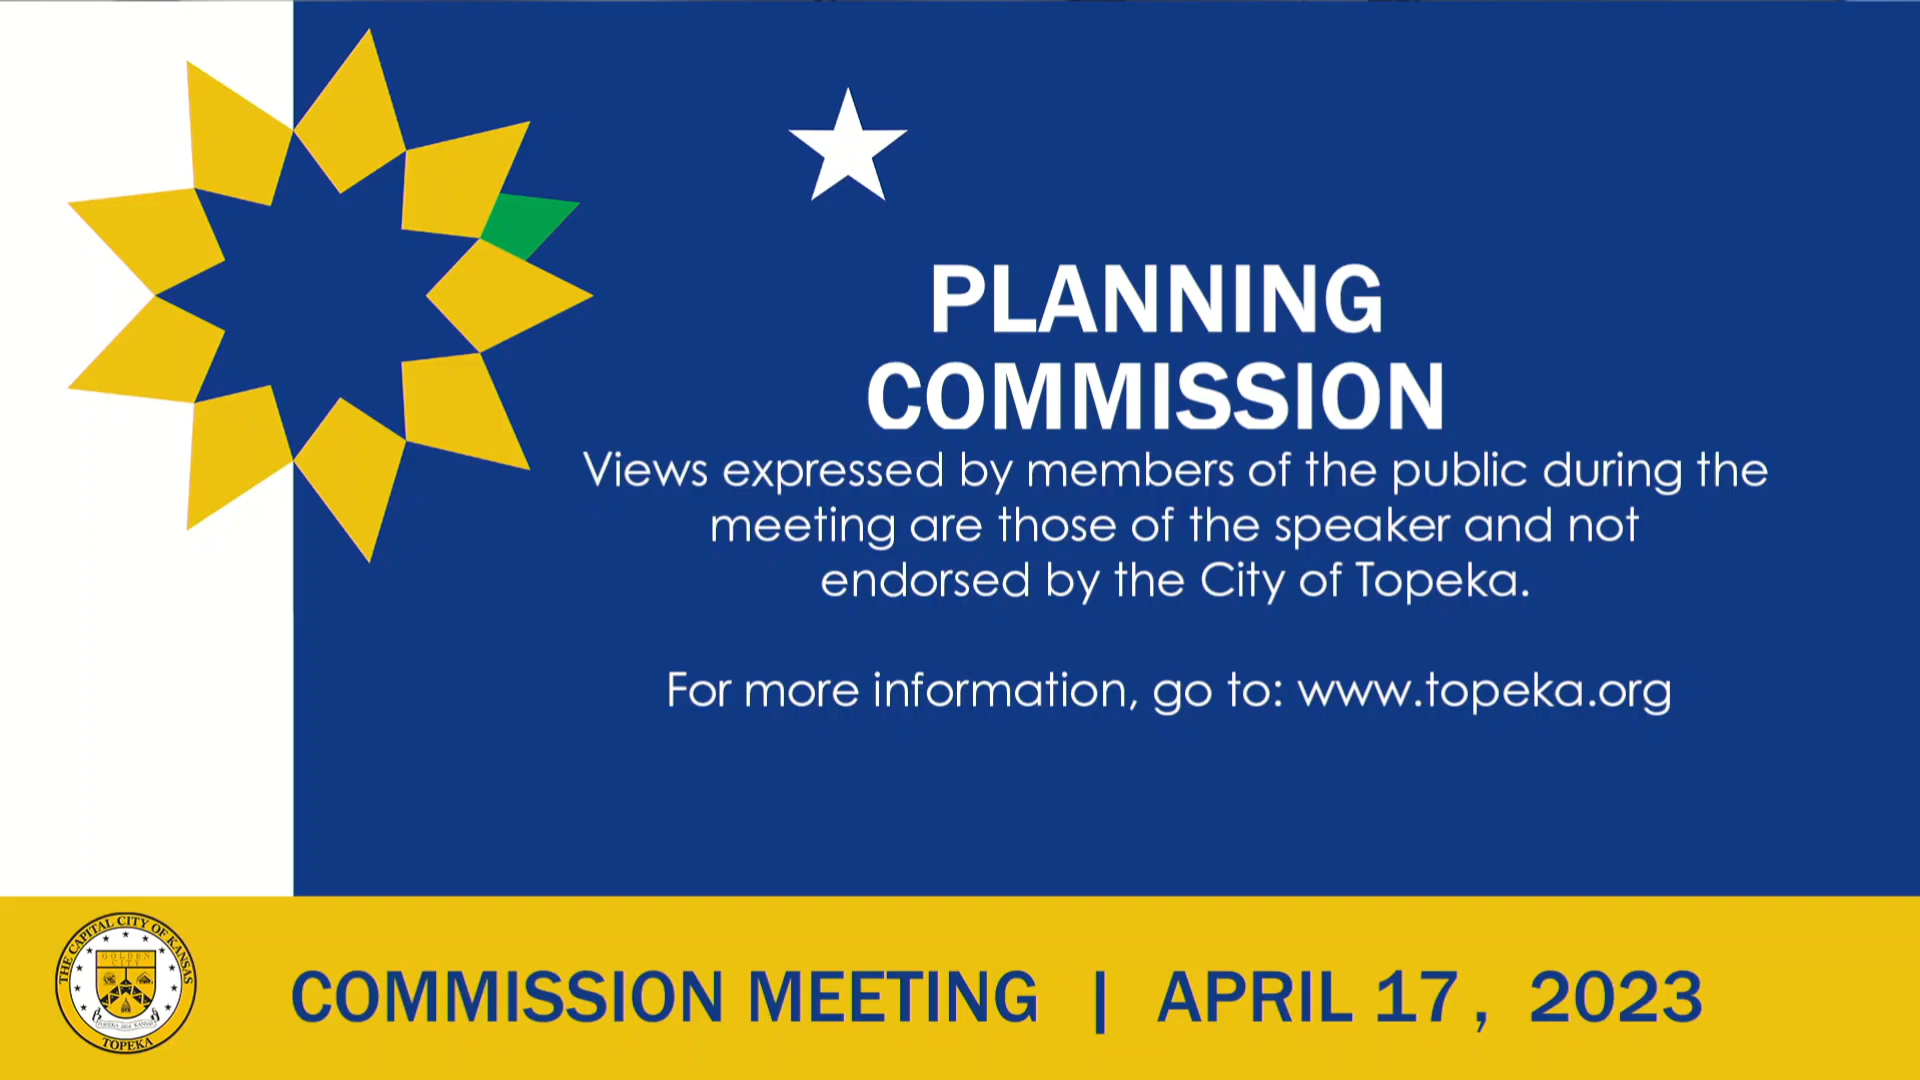 PLANNING
COMMISSION
Views expressed by members of the public during the
meeting are those of the speaker and not
endorsed by the City of Topeka.
For more information, go to: www.topeka.org
THE CAPITAL CITY OF KANSAS
GOLDEN
CITY
TOPEKA
COMMISSION MEETING | APRIL 17, 2023